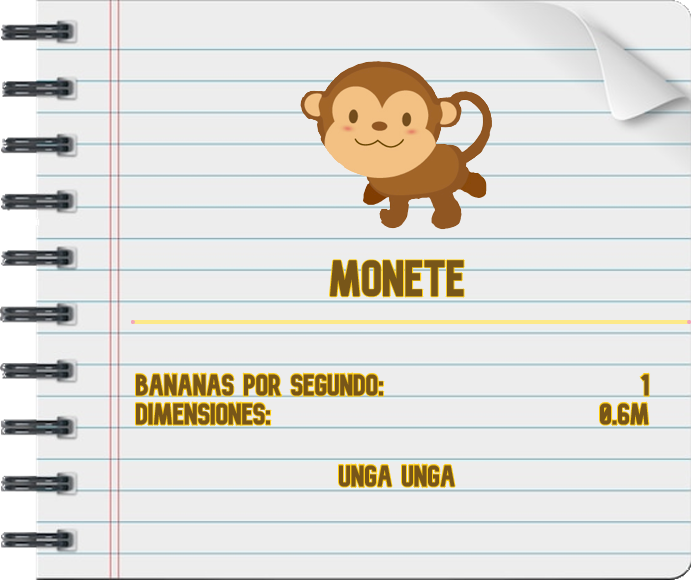 MONETE
BANANAS POR SEGUNDO: 1
DIMENSIONES: 0.6M
UNGA UNGA